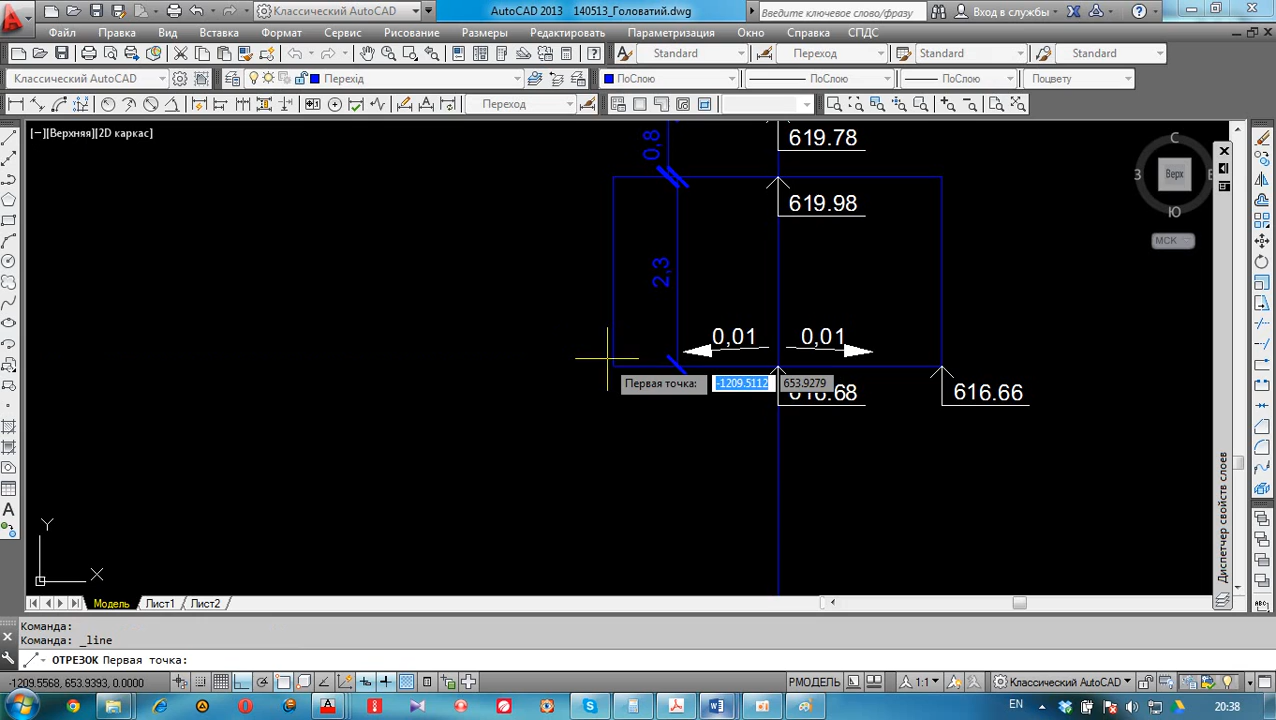 Классический AutoCAD
AutoCAD 2013 140513_Головатий.dwg
Введите ключевое слово/фразу
Вход в службы
Файл Правка Вид Вставка Формат Сервис Рисование Размеры Редактировать Параметризация Окно Справка СПДС
Standard Переход Standard Standard
Классический AutoCAD Перехід ПоСлою ПоСлою ПоСлою Поцвету
Переход
[−][Верхняя][2D каркас]
С
З Верх
Ю
МСК
0,8
619.78
619.98
2,3
0,01 0,01
Первая точка: -1209.5112 653.9279
616.66
Y
X
Диспетчер свойств слоев
Модель Лист1 Лист2
Команда:
Команда: _line
ОТРЕЗОК Первая точка:
-1209.5568, 653.9393, 0.0000
РМОДЕЛЬ
1:1
Классический AutoCAD
EN
20:38